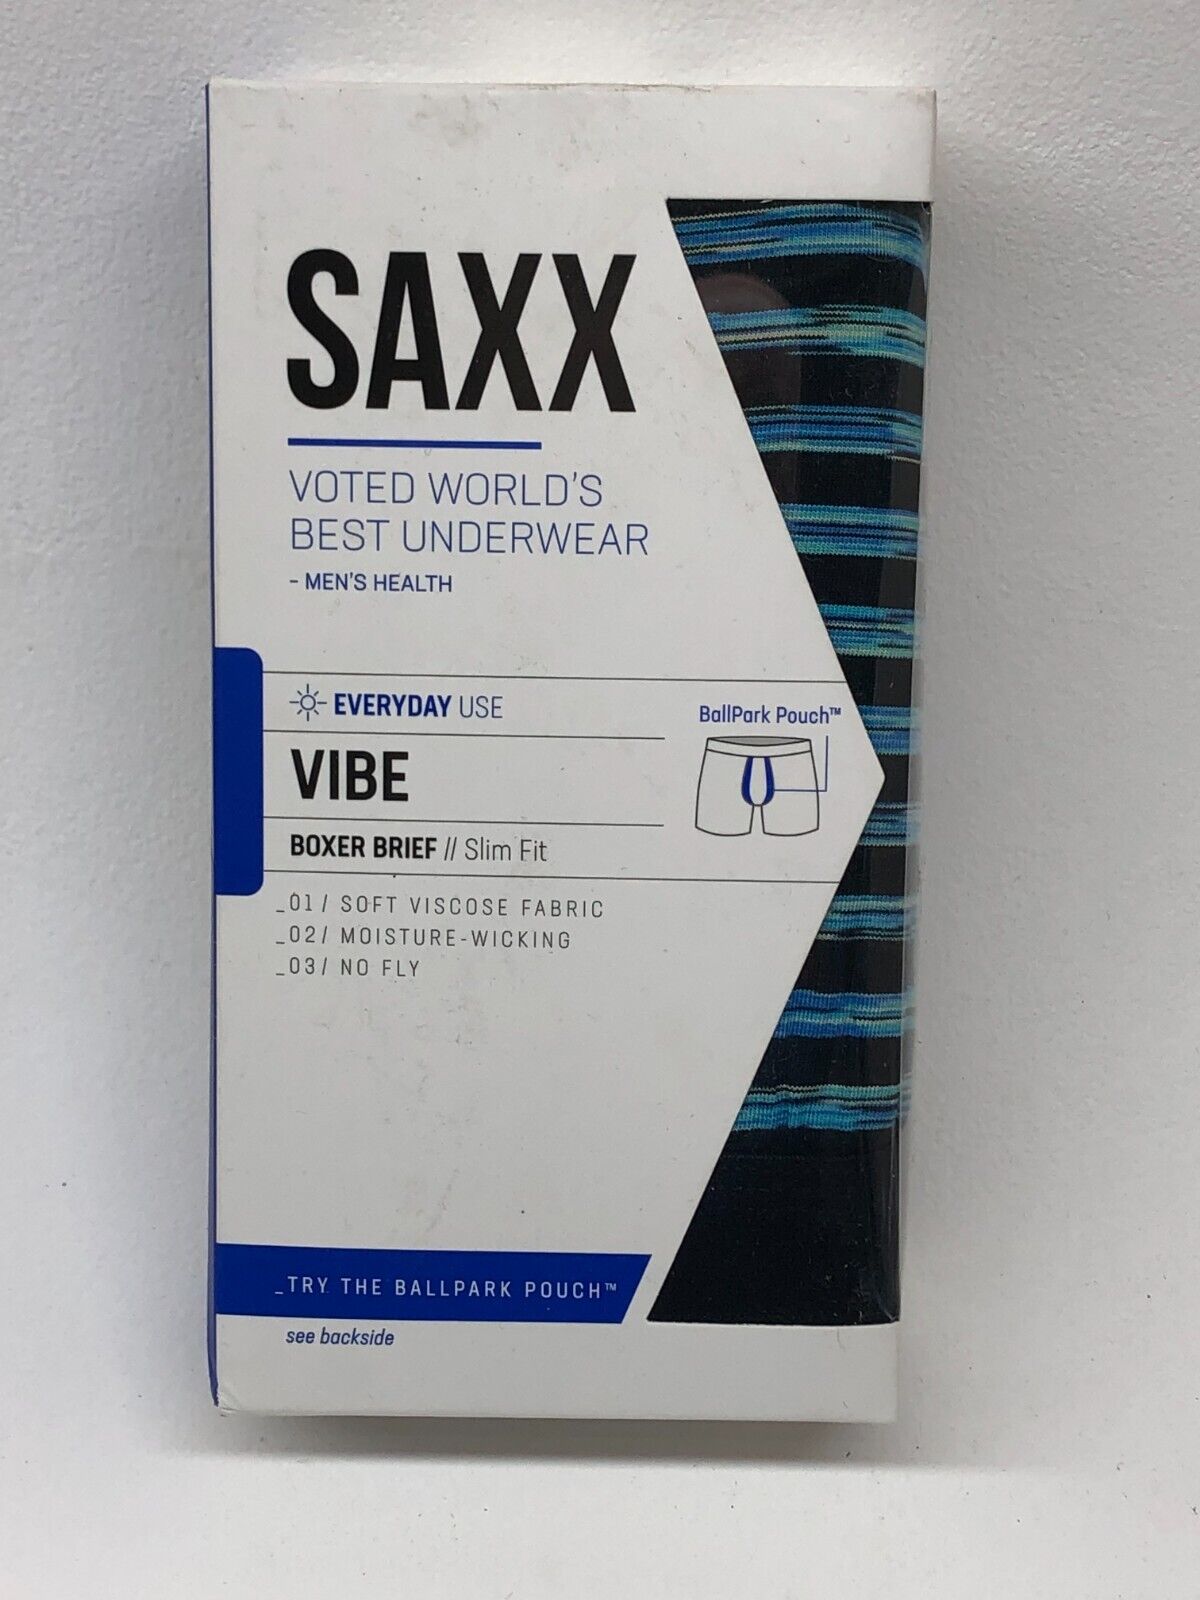 SAXX
VOTED WORLD'S
BEST UNDERWEAR
- MEN'S HEALTH
EVERYDAY USE
BallPark Pouch™
VIBE
BOXER BRIEF // Slim Fit
_01/ SOFT VISCOSE FABRIC
_02/ MOISTURE-WICKING
_03/ NO FLY
_TRY THE BALLPARK POUCH™
see backside